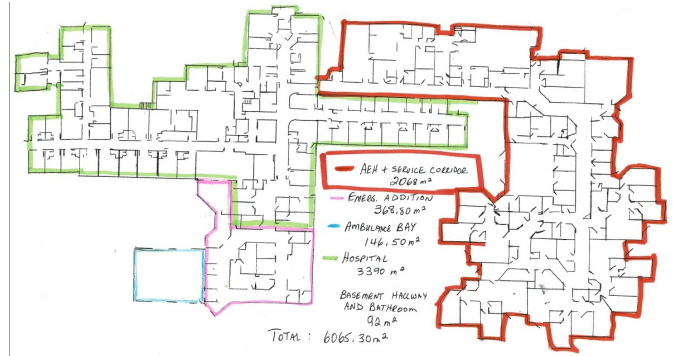 AEH + SERVICE CORRIDOR
2068 m²
EMERG. ADDITION
368.80 m²
AMBULANCE BAY
146.50 m²
HOSPITAL
3390 m²
BASEMENT HALLWAY
AND BATHROOM
92 m²
TOTAL : 6065.30 m²